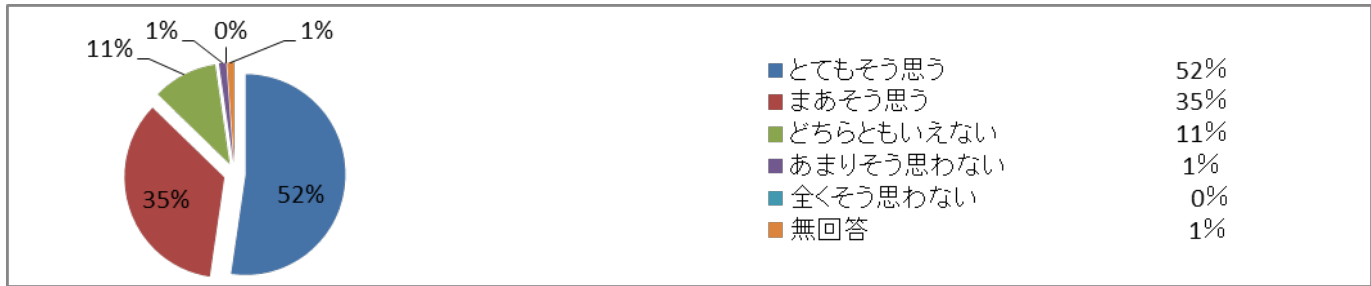 1% 0% 1%
11%
35% 52%
とてもそう思う 52%
まあそう思う 35%
どちらともいえない 11%
あまりそう思わない 1%
全くそう思わない 0%
無回答 1%